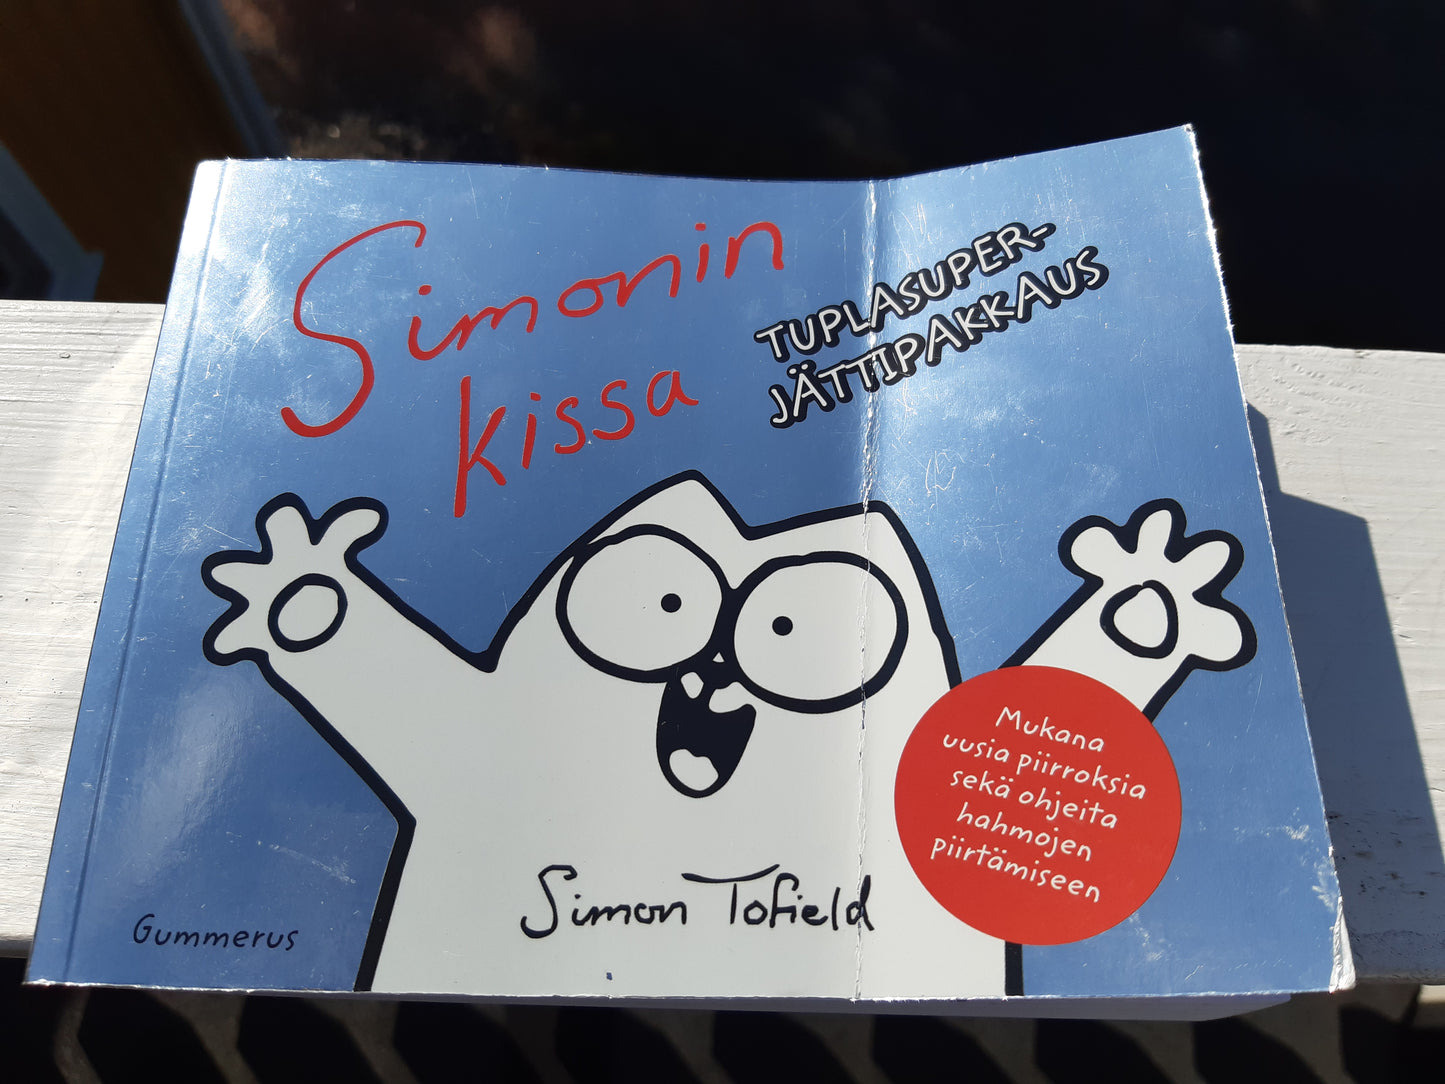 Simonin
kissa
TUPLASUPER-
JÄTTIPAKKAUS
Mukana
uusia piirroksia
sekä ohjeita
hahmojen
piirtämiseen
Simon Tofield
Gummerus